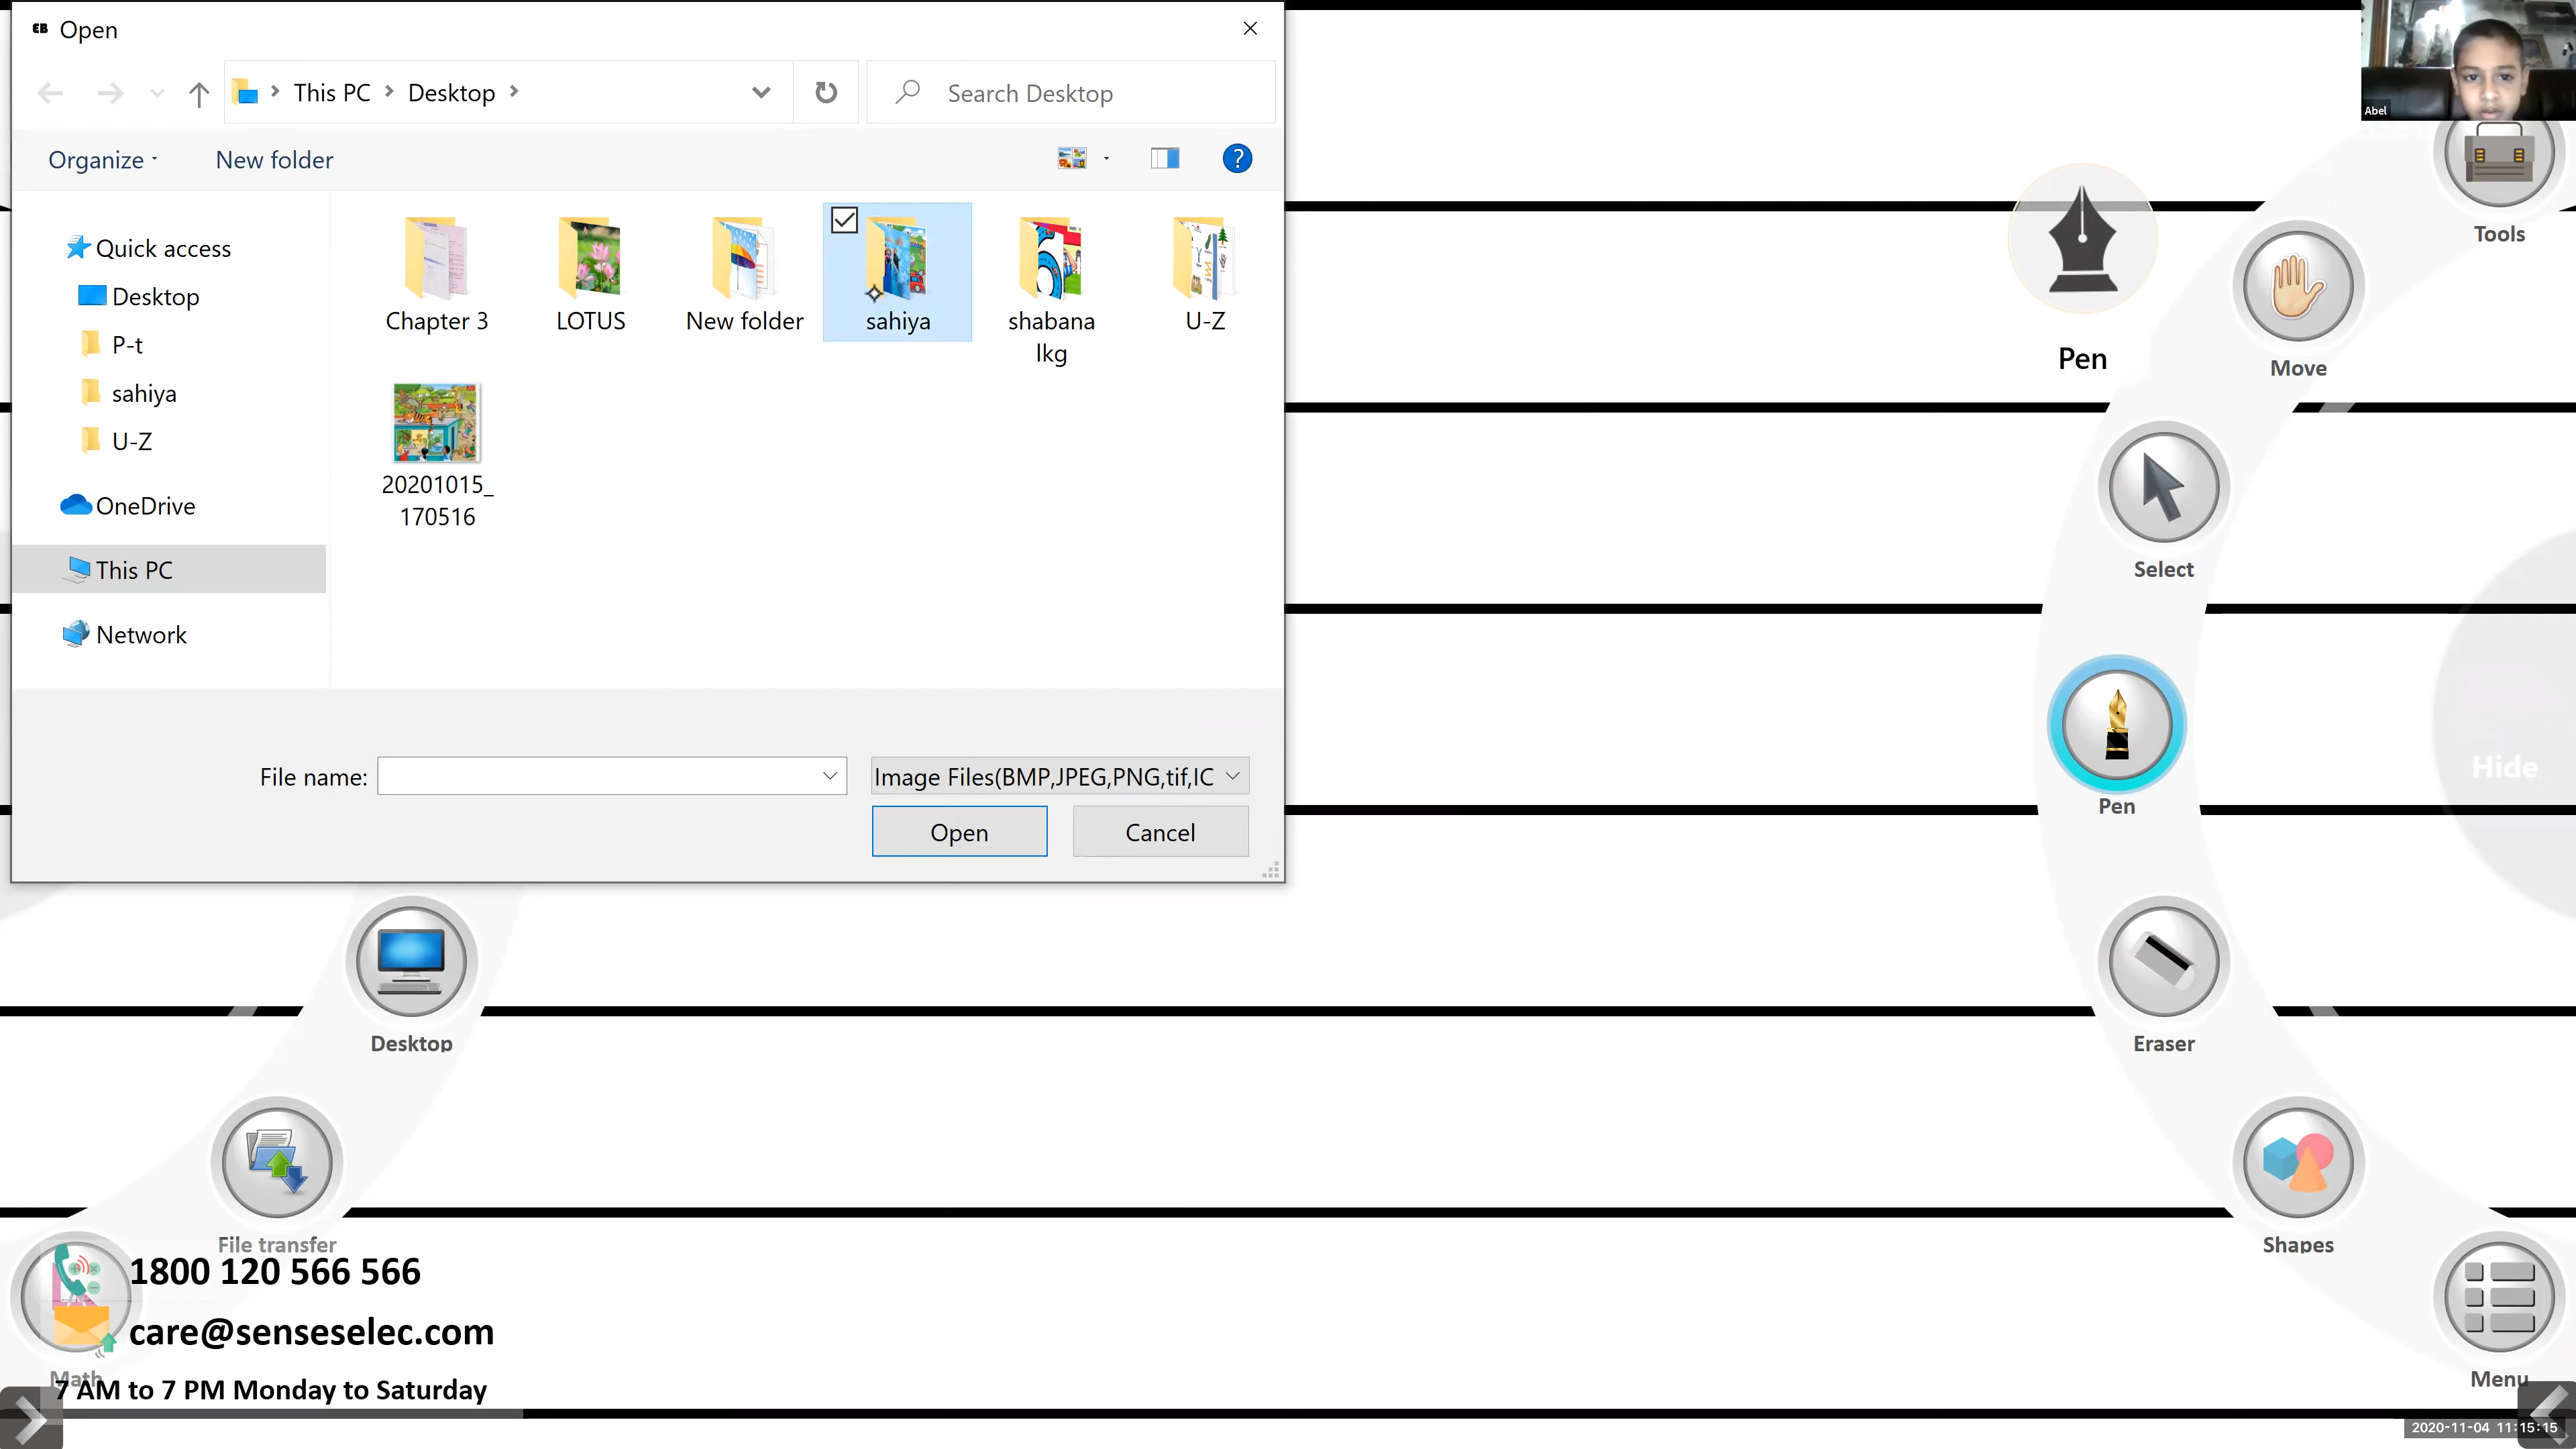 Open
This PC
Desktop
Search Desktop
Organize
New folder
Quick access
Desktop
P-t
sahiya
U-Z
OneDrive
This PC
Network
Chapter 3
LOTUS
New folder
sahiya
shabana
lkg
U-Z
20201015_
170516
File name:
Image Files(BMP,JPEG,PNG,tif,IC
Open
Cancel
Abel
Tools
Pen
Move
Select
Pen
Hide
Eraser
Shapes
Menu
Desktop
File transfer
1800 120 566 566
care@senseselec.com
Math
7 AM to 7 PM Monday to Saturday
2020-11-04 11:15:15